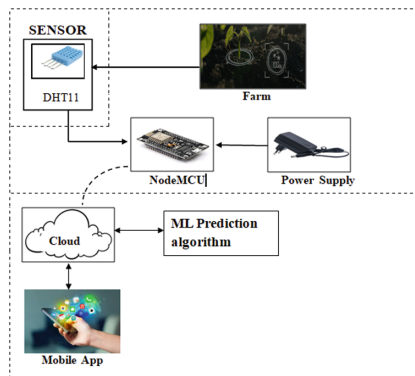 SENSOR
DHT11
Farm
NodeMCU
Power Supply
Cloud
ML Prediction
algorithm
Mobile App